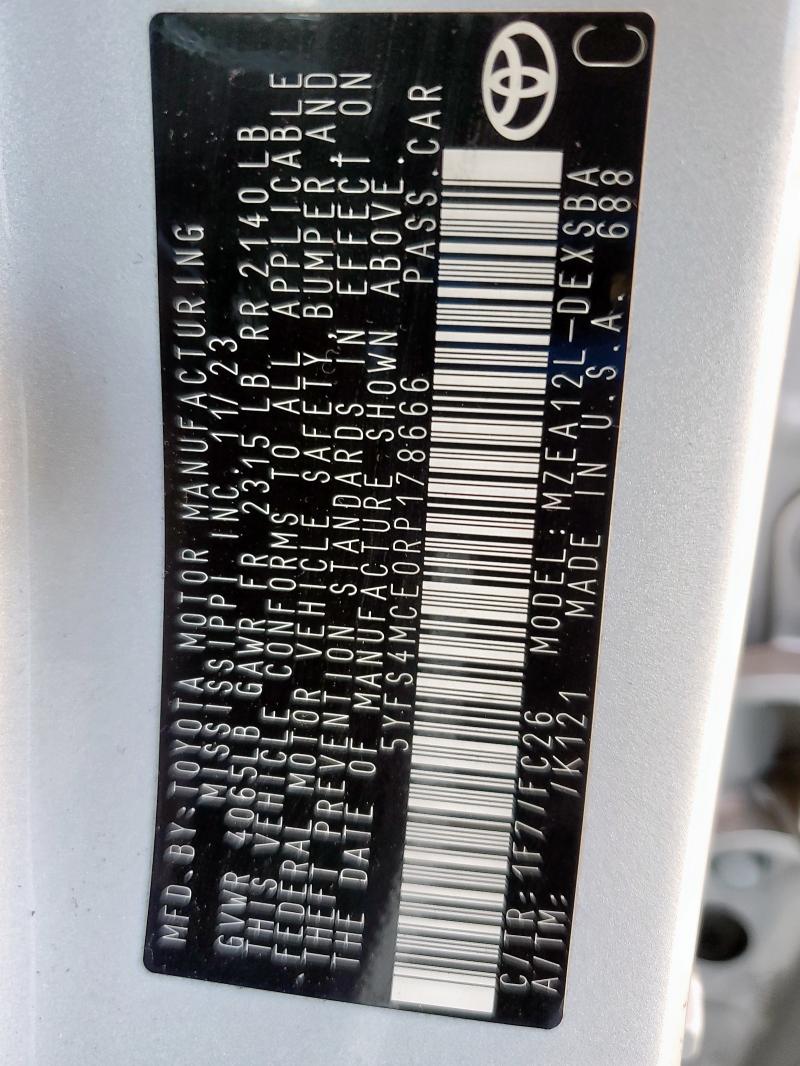 MFD.BY:TOYOTA MOTOR MANUFACTURING
MISSISSIPPI INC. 11/23
GVWR 4065LB GAWR FR 2315 LB RR 2140LB
THIS VEHICLE CONFORMS TO ALL APPLICABLE
FEDERAL MOTOR VEHICLE SAFETY, BUMPER AND
THEFT PREVENTION STANDARDS IN EFFECT ON
THE DATE OF MANUFACTURE SHOWN ABOVE.
5YFS4MCE0RP178666 PASS.CAR
C/TR: 1F7/FC26 MODEL: MZEA12L-DEXSBA
A/TM: /K121 MADE IN U.S.A. 688
C